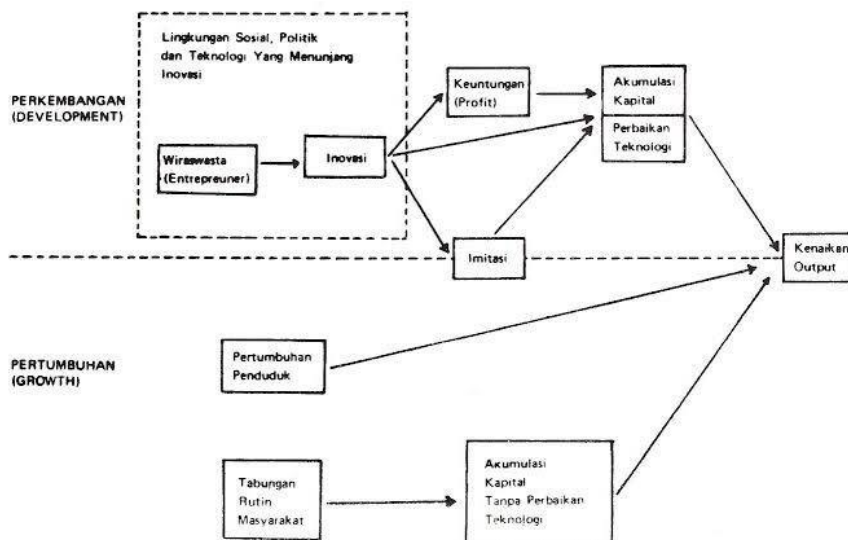 Lingkungan Sosial, Politik
dan Teknologi Yang Menunjang
Inovasi
PERKEMBANGAN
(DEVELOPMENT)
Wiraswasta
(Entrepreuner)
Inovasi
Keuntungan
(Profit)
Akumulasi
Kapital
Perbaikan
Teknologi
Imitasi
Kenaikan
Output
PERTUMBUHAN
(GROWTH)
Pertumbuhan
Penduduk
Tabungan
Rutin
Masyarakat
Akumulasi
Kapital
Tanpa Perbaikan
Teknologi